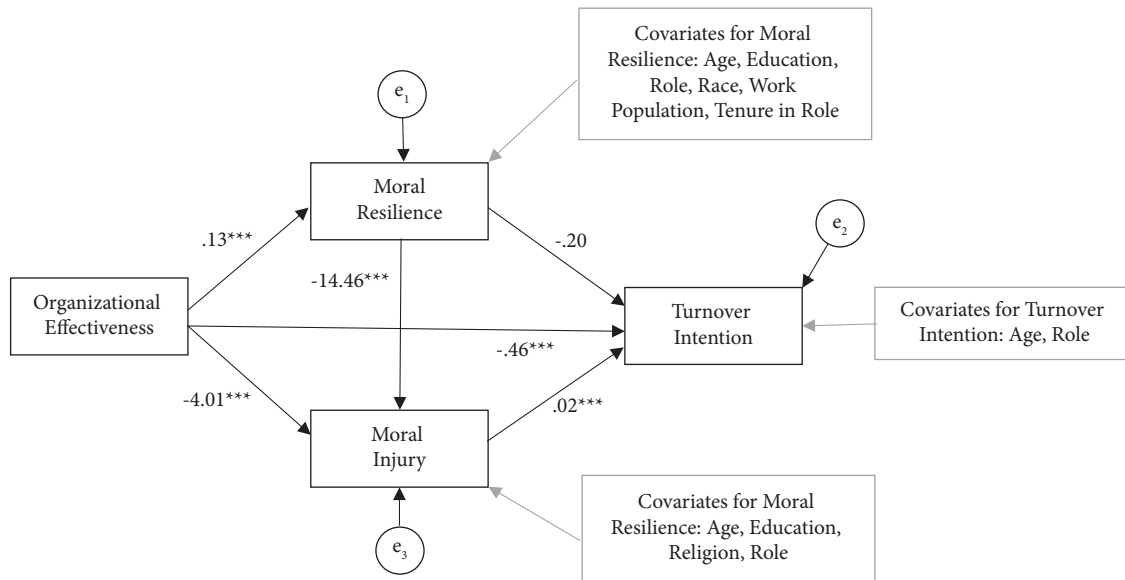 Covariates for Moral
Resilience: Age, Education,
Role, Race, Work
Population, Tenure in Role
e1
Moral
Resilience
e2
.13***
-.20
-14.46***
Organizational
Effectiveness
Turnover
Intention
Covariates for Turnover
Intention: Age, Role
-.46***
-4.01***
.02***
Moral
Injury
Covariates for Moral
Resilience: Age, Education,
Religion, Role
e3